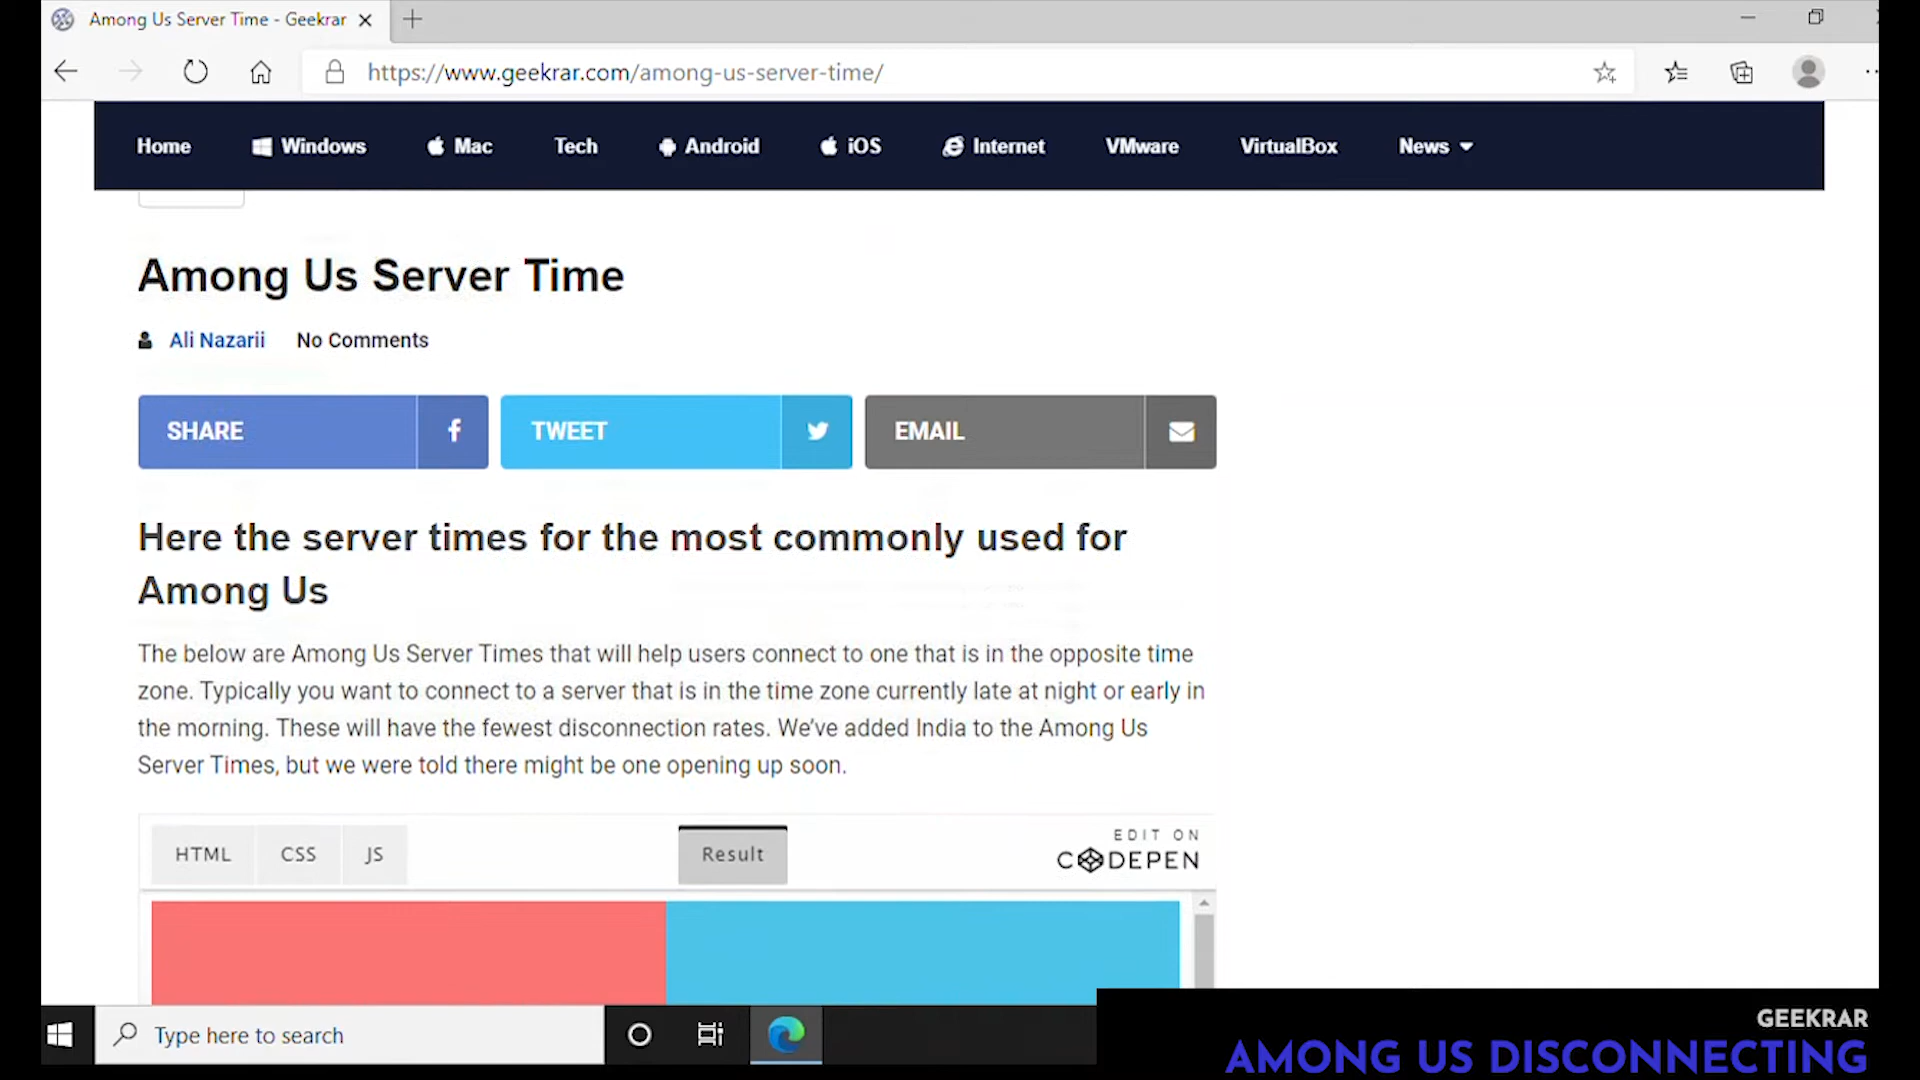 Among Us Server Time - Geekrar
https://www.geekrar.com/among-us-server-time/
Home Windows Mac Tech Android iOS Internet VMware VirtualBox News
Among Us Server Time
Ali Nazarii No Comments
SHARE TWEET EMAIL
Here the server times for the most commonly used for
Among Us
The below are Among Us Server Times that will help users connect to one that is in the opposite time
zone. Typically you want to connect to a server that is in the time zone currently late at night or early in
the morning. These will have the fewest disconnection rates. We’ve added India to the Among Us
Server Times, but we were told there might be one opening up soon.
HTML CSS JS Result EDIT ON
CODEPEN
Type here to search
GEEKRAR
AMONG US DISCONNECTING